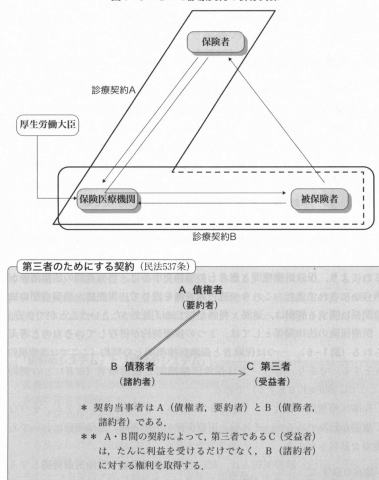 保険者
診療契約A
厚生労働大臣
保険医療機関
被保険者
診療契約B
第三者のためにする契約（民法537条）
A 債権者
（要約者）
B 債務者
C 第三者
（諾約者）
（受益者）
＊ 契約当事者はA（債権者，要約者）とB（債務者，
諾約者）である．
＊＊ A・B間の契約によって，第三者であるC（受益者）
は，たんに利益を受けるだけでなく，B（諾約者）
に対する権利を取得する．